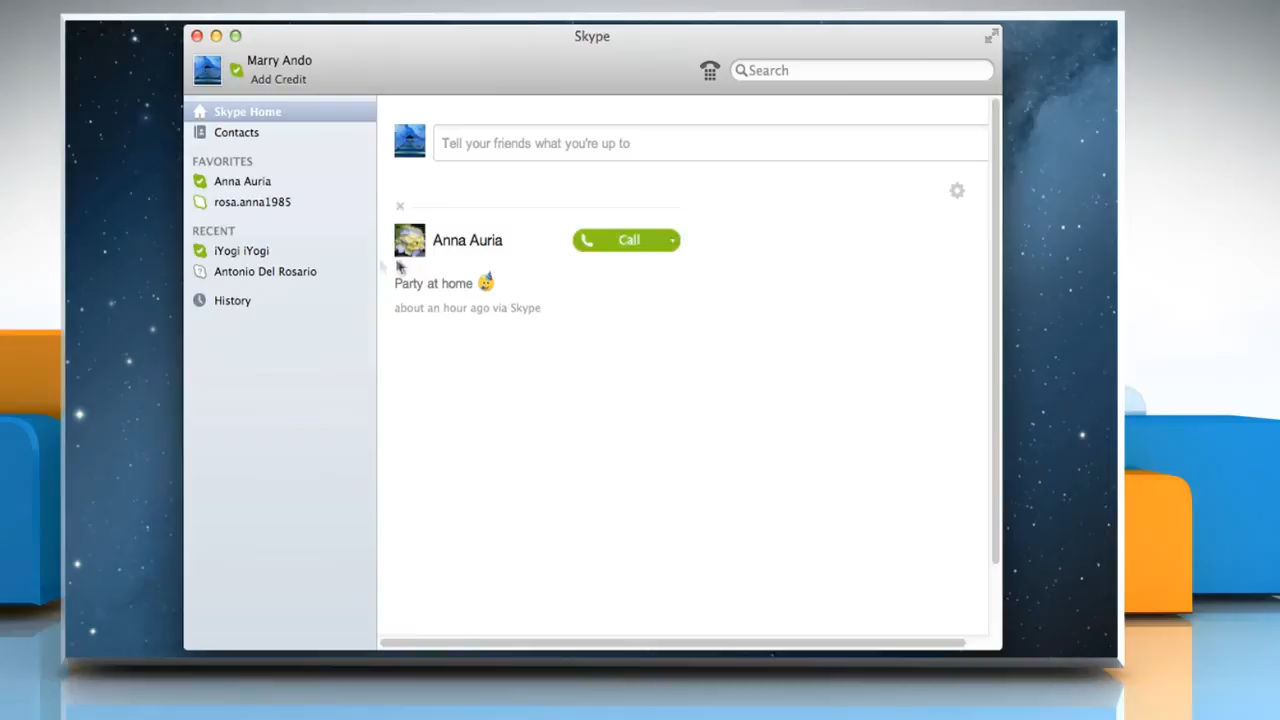 Skype
Marry Ando
Add Credit
Search
Skype Home
Contacts
FAVORITES
Anna Auria
rosa.anna1985
RECENT
iYogi iYogi
Antonio Del Rosario
History
Tell your friends what you're up to
Anna Auria
Call
Party at home
about an hour ago via Skype